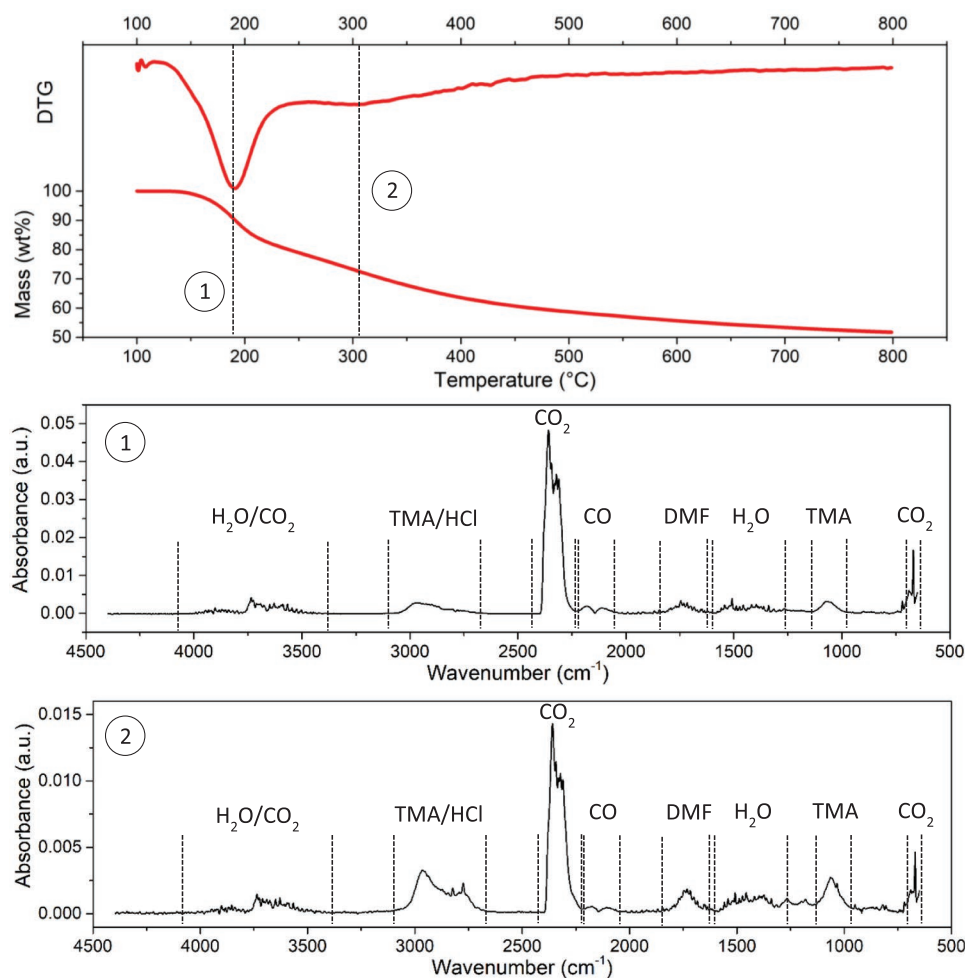 100 200 300 400 500 600 700 800
DTG
Mass (wt%)
100
90
80
70
60
50
1
2
100 200 300 400 500 600 700 800
Temperature (°C)
1
Absorbance (a.u.)
0.05
0.04
0.03
0.02
0.01
0.00
H₂O/CO₂ TMA/HCl CO₂ CO DMF H₂O TMA CO₂
4500 4000 3500 3000 2500 2000 1500 1000 500
Wavenumber (cm⁻¹)
2
Absorbance (a.u.)
0.015
0.010
0.005
0.000
H₂O/CO₂ TMA/HCl CO₂ CO DMF H₂O TMA CO₂
4500 4000 3500 3000 2500 2000 1500 1000 500
Wavenumber (cm⁻¹)